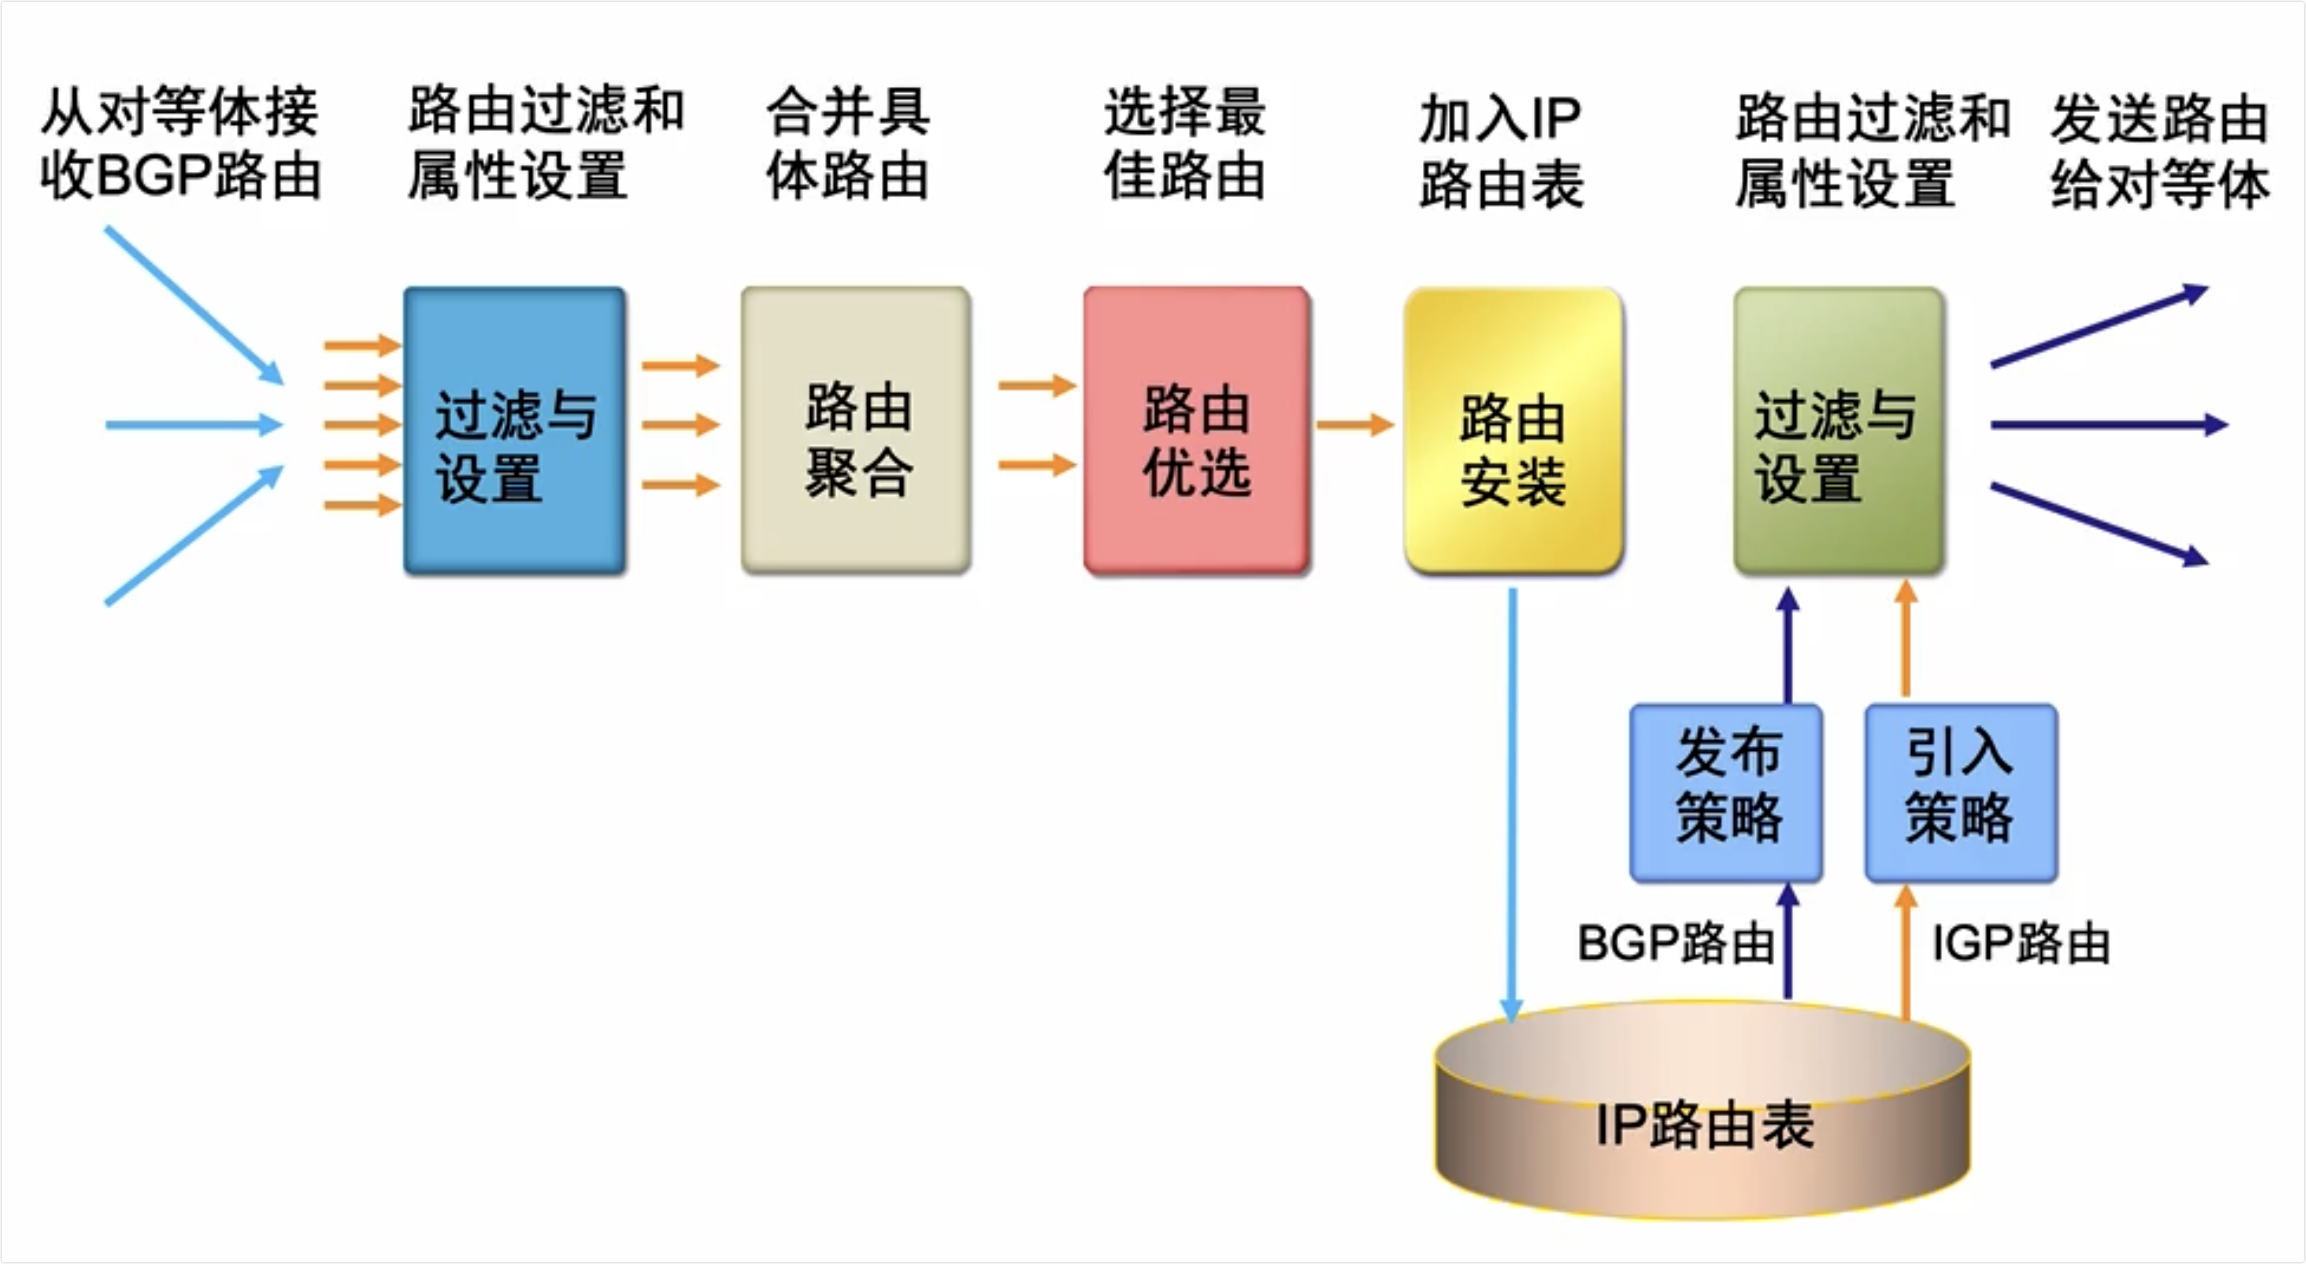 从对等体接
收BGP路由
路由过滤和
属性设置
合并具
体路由
选择最
佳路由
加入IP
路由表
路由过滤和
属性设置
发送路由
给对等体
过滤与
设置
路由
聚合
路由
优选
路由
安装
过滤与
设置
发布
策略
引入
策略
BGP路由
IGP路由
IP路由表